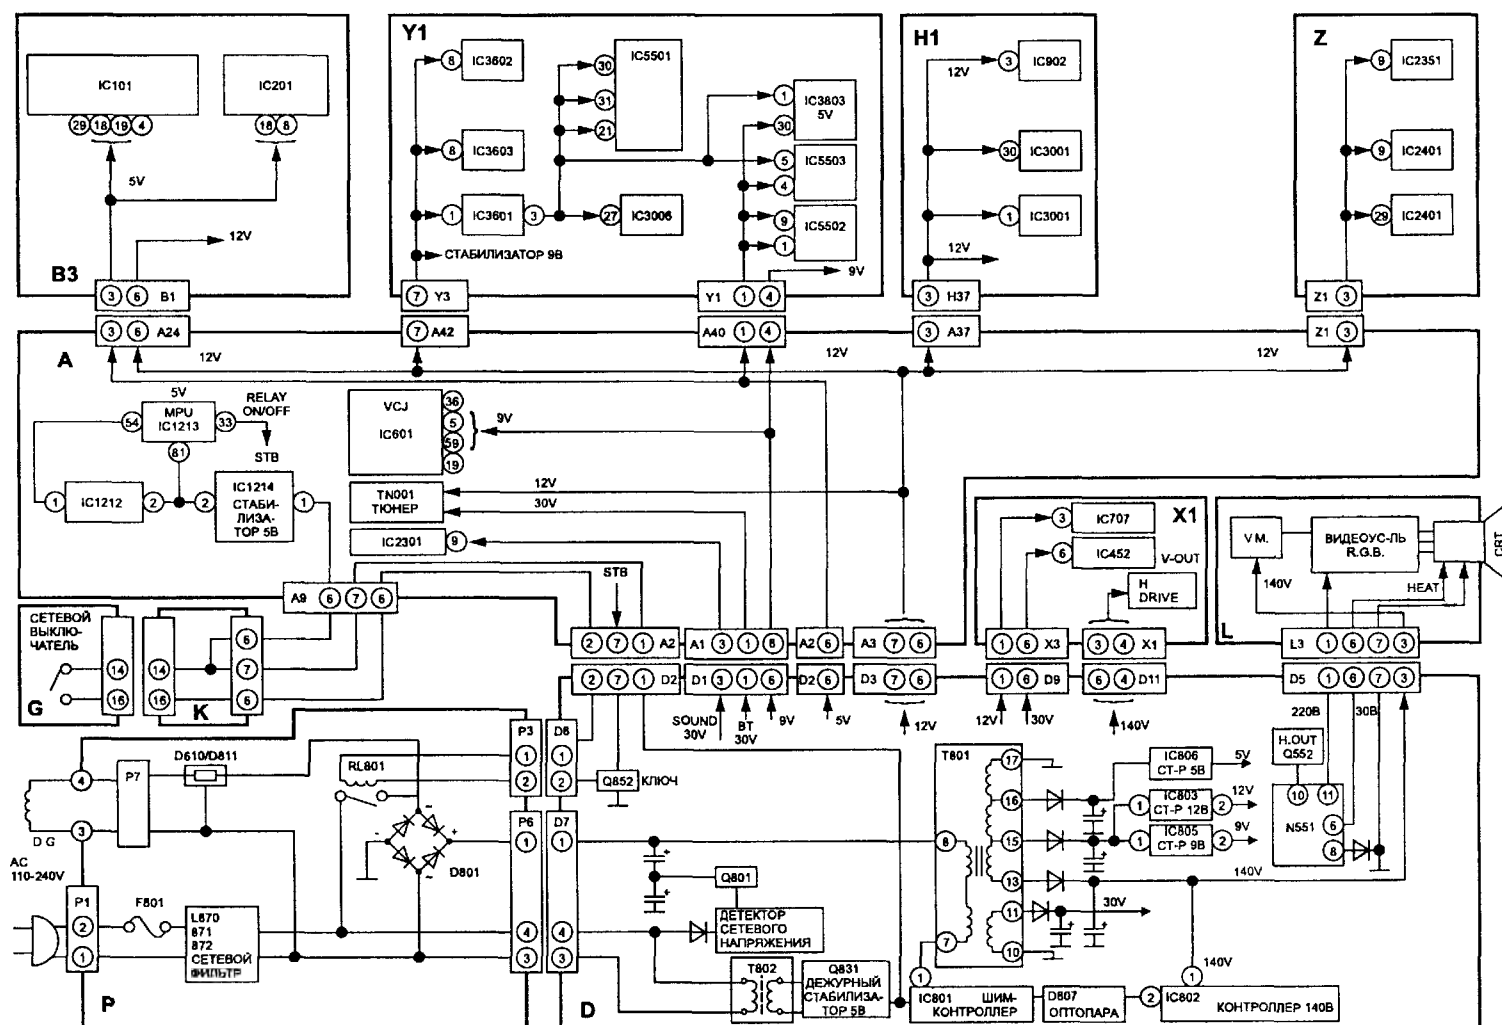 Y1
H1
Z
IC101
29 18 19 4
IC201
18 8
5V
12V
B3
3 6 B1
8 IC3602
8 IC3603
1 IC3601 3
СТАБИЛИЗАТОР 9В
30 IC5501
31
21
27 IC3006
1 IC3803
30 5V
5 IC5503
4
9 IC5502
1
9V
7 Y3
Y1 1 4
12V
3 IC902
30 IC3001
1 IC3001
12V
3 H37
9 IC2351
9 IC2401
29 IC2401
Z1 3
3 6 A24
7 A42
A40 1 4
3 A37
Z1 3
A
12V
12V
12V
5V
54 MPU IC1213 33
81
RELAY
ON/OFF
STB
1 IC1212 2
2 IC1214 1
СТАБИ-
ЛИЗА-
ТОР 5В
VCJ
IC601
36
5
59
19
9V
TN001
ТЮНЕР
12V
30V
IC2301 9
A9 6 7 6
STB
X1
3 IC707
6 IC452
V-OUT
H
DRIVE
V M.
ВИДЕОУС-ЛЬ
R.G.B.
CRT
140V
HEAT
L
СЕТЕВОЙ
ВЫКЛЮ-
ЧАТЕЛЬ
14
16
G
14
16
6
7
6
K
2 7 1 A2
A1 3 1 8
A2 6
A3 7 6
1 6 X3
3 4 X1
L3 1 6 7 3
2 7 1 D2
D1 3 1 6
D2 6
D3 7 6
1 6 D9
6 4 D11
D5 1 6 7 3
SOUND
30V
BT
30V
9V
5V
12V
12V
30V
140V
220В
30В
4
3
D G
P7
D610/D811
RL801
P3
1
2
D6
1
2
Q852 КЛЮЧ
D801
P6
1
4
3
D7
1
4
3
AC
110-240V
P1
2
1
F801
L870
871
872
СЕТЕВОЙ
ФИЛЬТР
P
D
Q801
ДЕТЕКТОР
СЕТЕВОГО
НАПРЯЖЕНИЯ
T802
Q831
ДЕЖУРНЫЙ
СТАБИЛИЗА-
ТОР 5В
T801
8
7
17
16
15
13
11
10
IC806
СТ-Р 5В
5V
1 IC803 2
СТ-Р 12В
12V
1 IC805 2
СТ-Р 9В
9V
140V
30V
H.OUT
Q552
10 11
N551
6
8
140V
1
IC801 ШИМ-
КОНТРОЛЛЕР
D807
ОПТОПАРА
1
2 IC802
КОНТРОЛЛЕР 140В